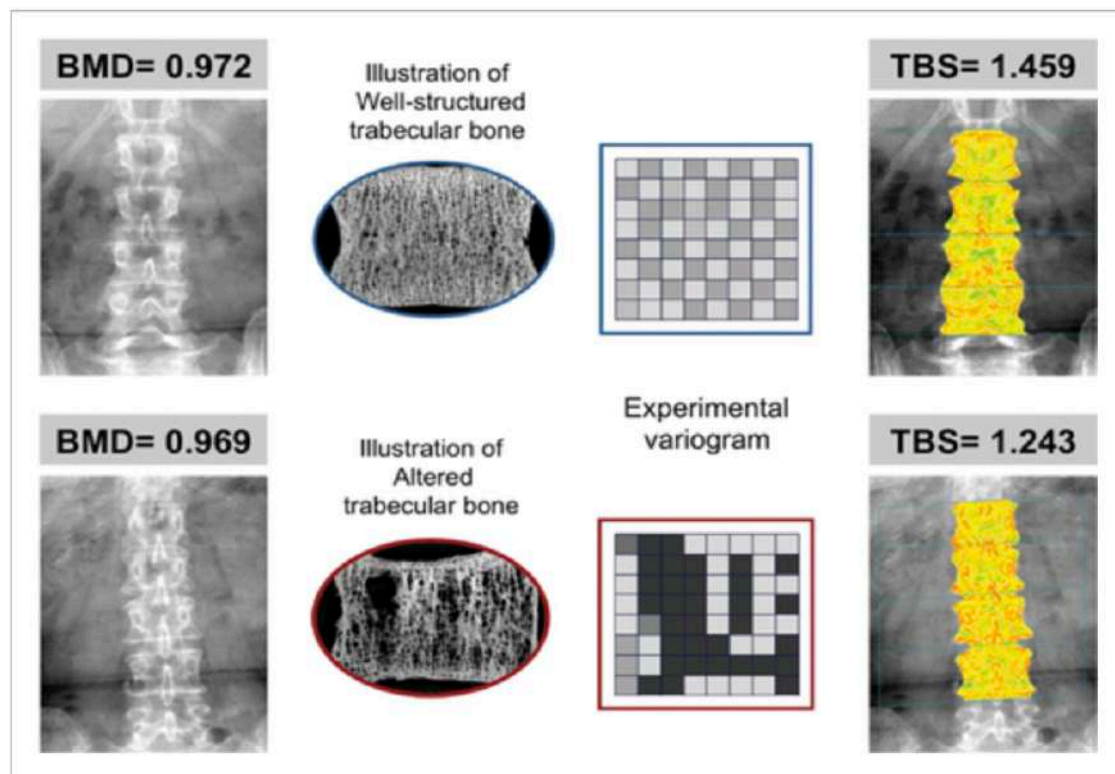 BMD= 0.972
Illustration of
Well-structured
trabecular bone
TBS= 1.459
BMD= 0.969
Illustration of
Altered
trabecular bone
Experimental
variogram
TBS= 1.243